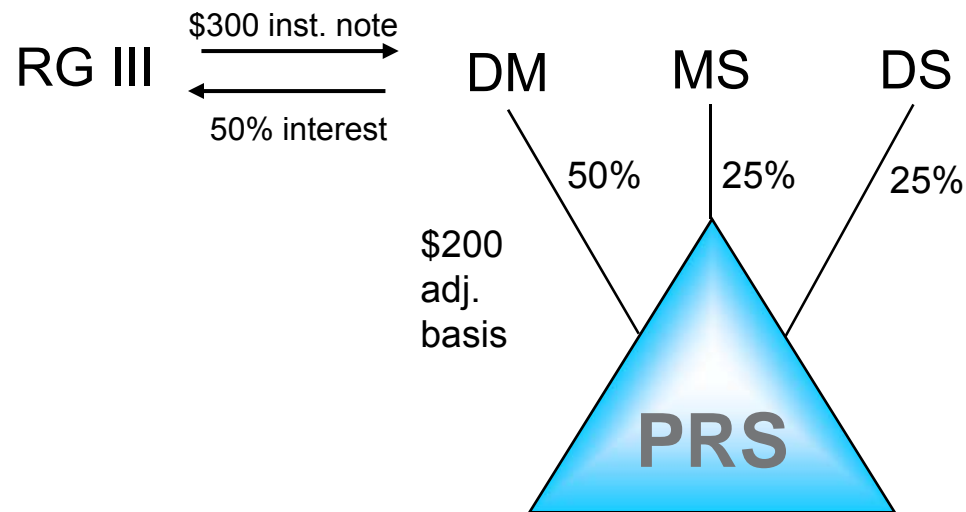 $300 inst. note
RG III
DM
MS
DS
50% interest
50%
25%
25%
$200
adj.
basis
PRS